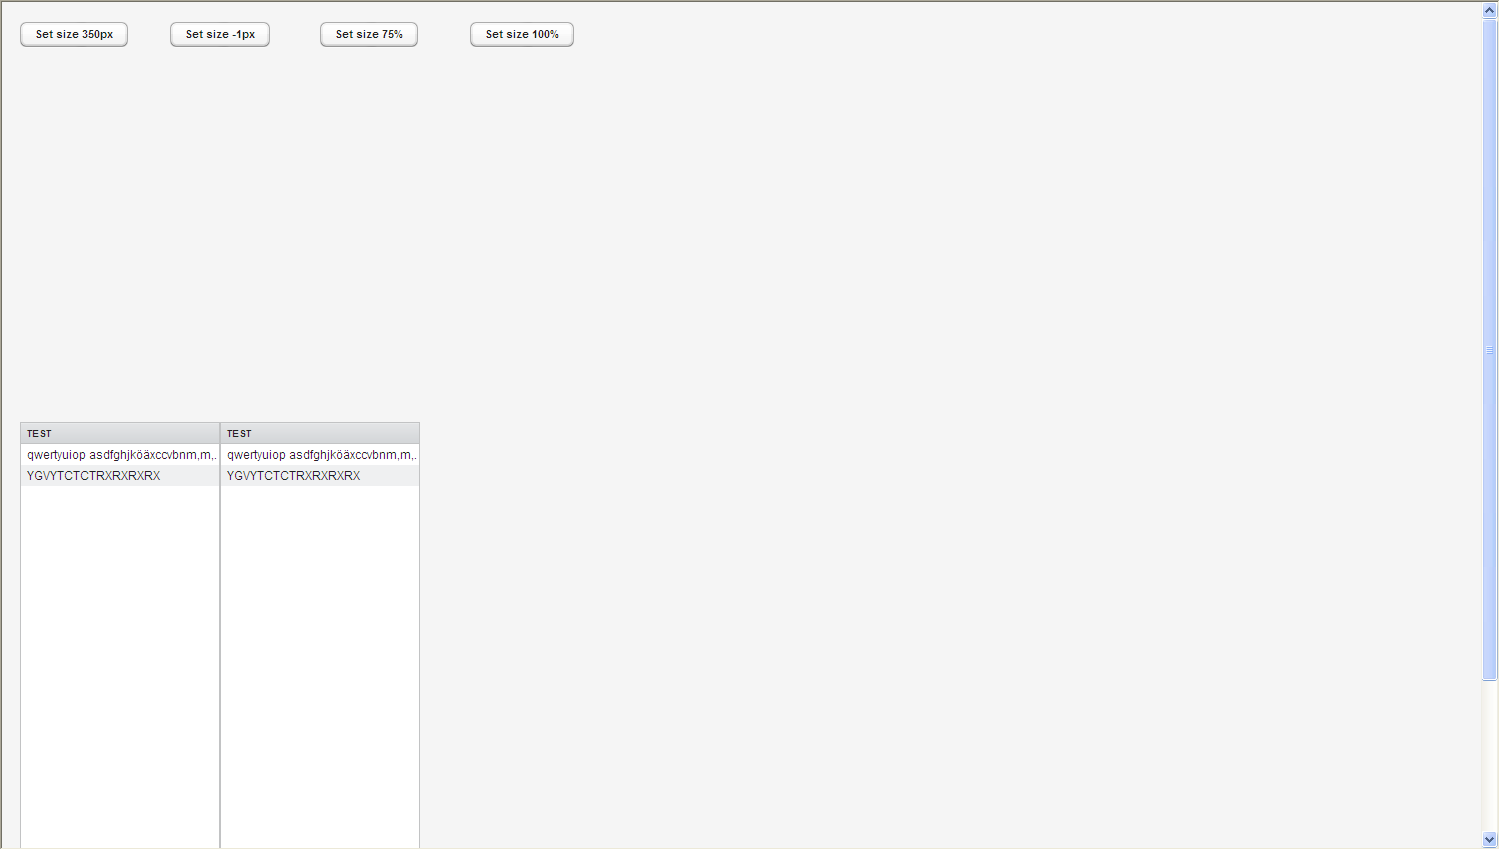 Set size 350px Set size -1px Set size 75% Set size 100%
TEST TEST
qwertyuiop asdfghjköäxccvbnm,m,. qwertyuiop asdfghjköäxccvbnm,m,.
YGVYTCTCTRXRXRXRX YGVYTCTCTRXRXRXRX